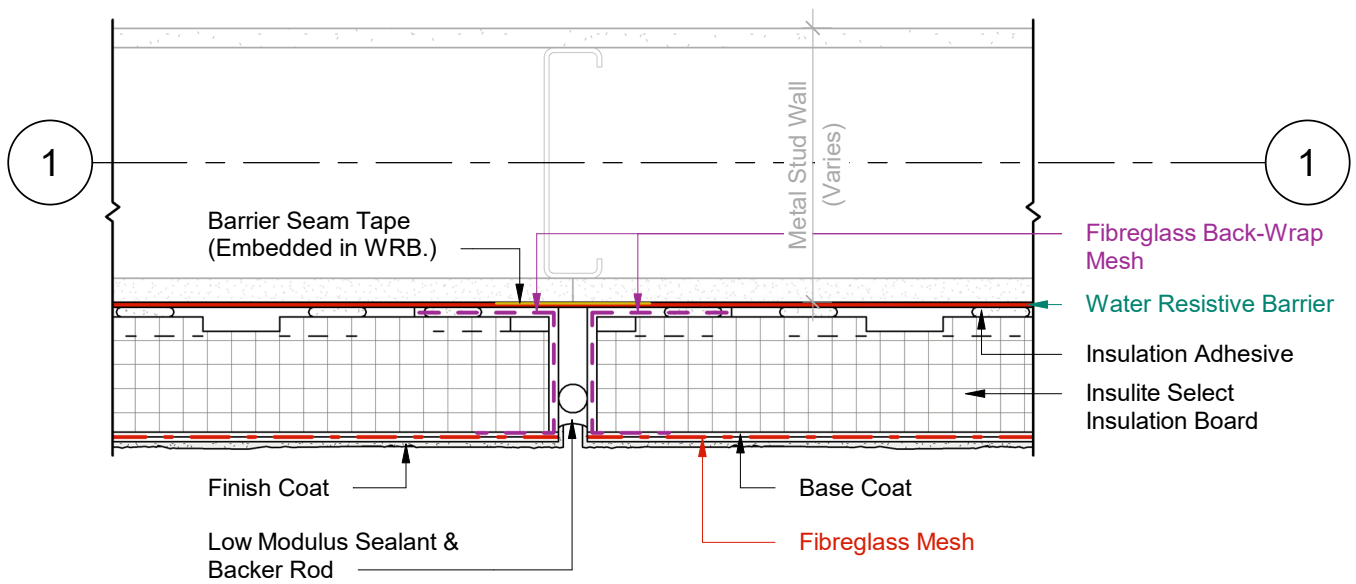 1
Metal Stud Wall
(Varies)
1
Barrier Seam Tape
(Embedded in WRB.)
Fibreglass Back-Wrap
Mesh
Water Resistive Barrier
Insulation Adhesive
Insulite Select
Insulation Board
Finish Coat
Base Coat
Low Modulus Sealant &
Backer Rod
Fibreglass Mesh